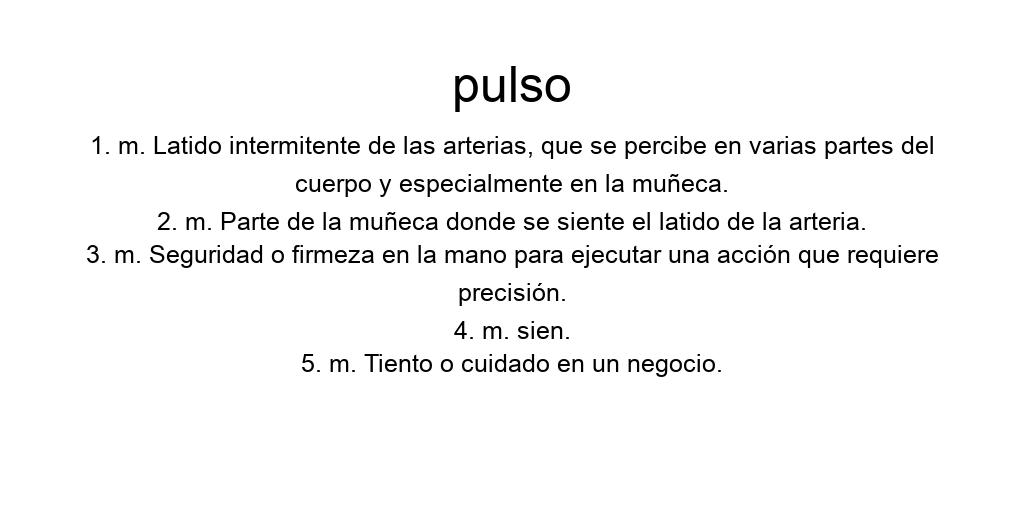 pulso
1. m. Latido intermitente de las arterias, que se percibe en varias partes del
cuerpo y especialmente en la muñeca.
2. m. Parte de la muñeca donde se siente el latido de la arteria.
3. m. Seguridad o firmeza en la mano para ejecutar una acción que requiere
precisión.
4. m. sien.
5. m. Tiento o cuidado en un negocio.